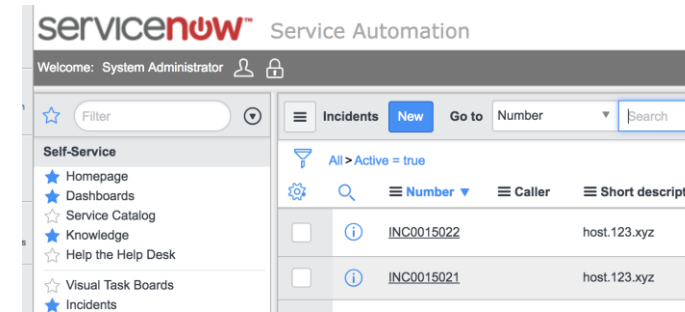 servicenow™ Service Automation
Welcome: System Administrator
Filter
Incidents New Go to Number Search
Self-Service
All > Active = true
Homepage
Dashboards
Service Catalog
Knowledge
Help the Help Desk
Visual Task Boards
Incidents
Number Caller Short descript
INC0015022 host.123.xyz
INC0015021 host.123.xyz